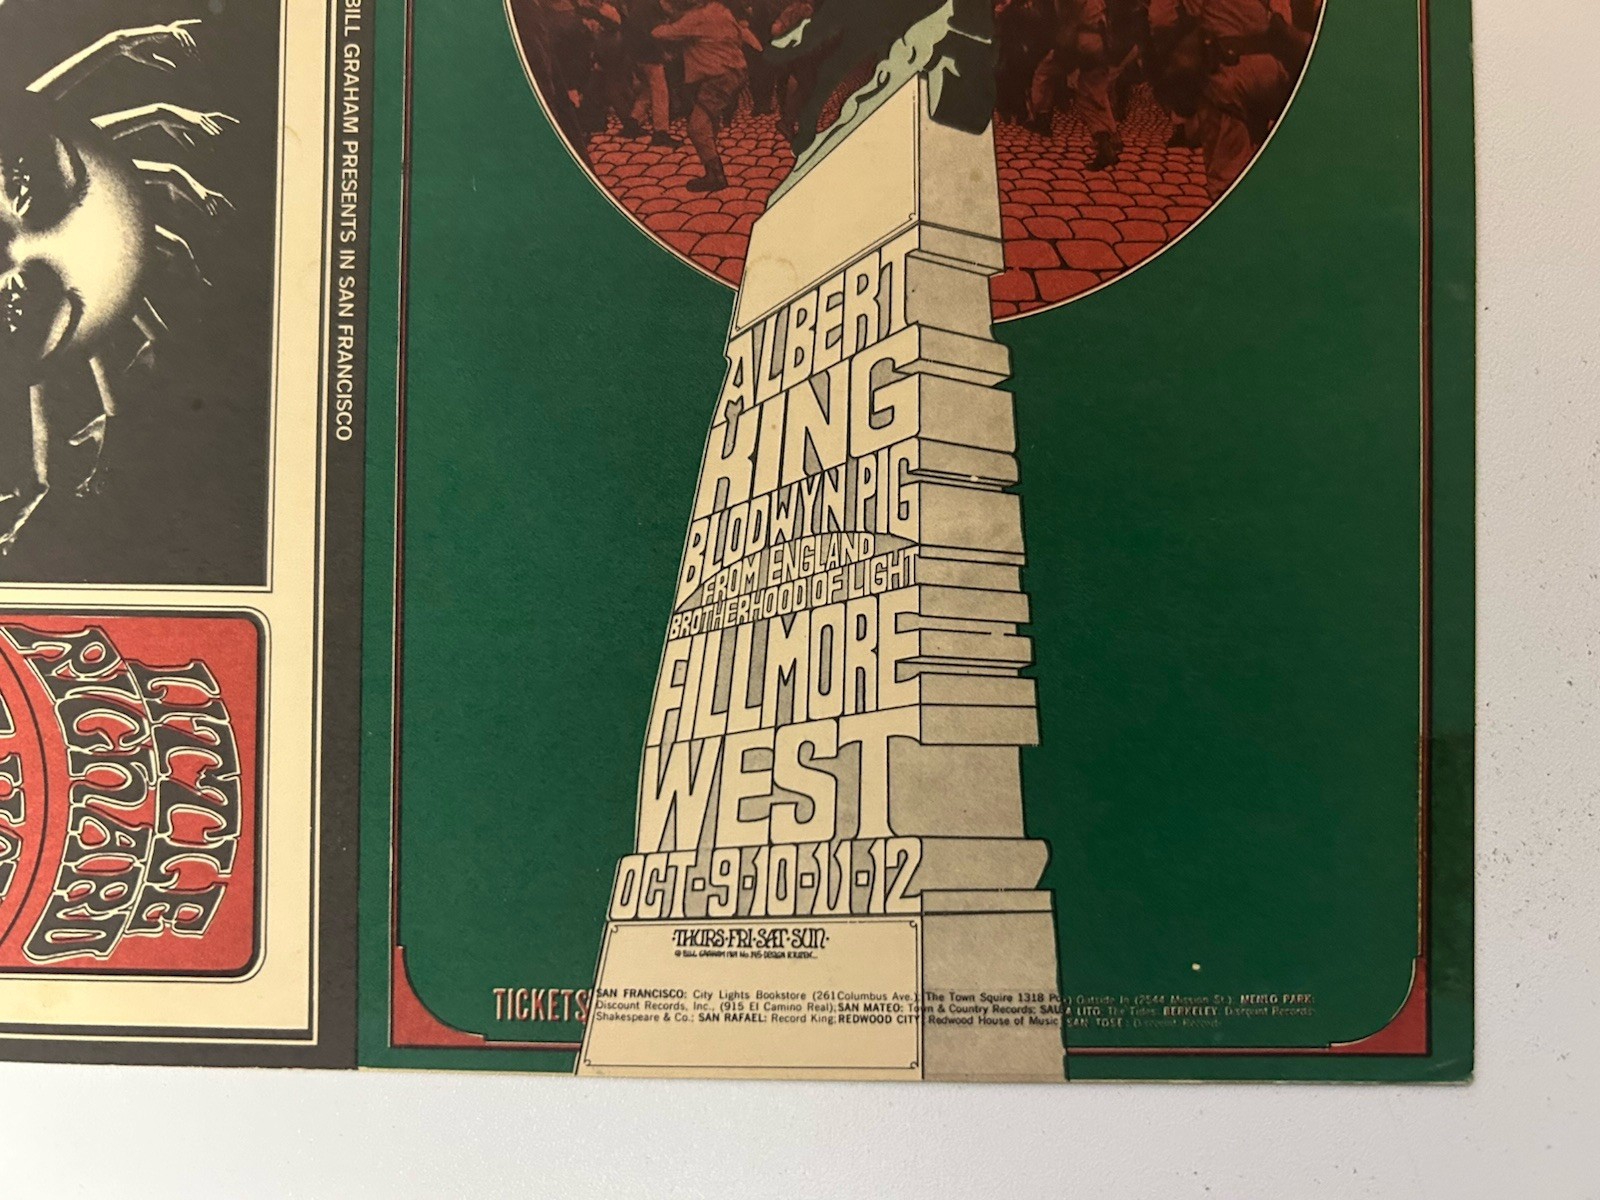 BILL GRAHAM PRESENTS IN SAN FRANCISCO
LITTLE
RICHARD
ALBERT
KING
BLODWYN PIG
FROM ENGLAND
BROTHERHOOD OF LIGHT
FILLMORE
WEST
OCT·9·10·11·12
·THURS·FRI·SAT·SUN·
TICKETS
SAN FRANCISCO: City Lights Bookstore (261 Columbus Ave.); The Town Squire 1318 Outside In (2544 Mission St.); MENLO PARK:
Discount Records, Inc., (915 El Camino Real); SAN MATEO: Town & Country Records; The Tides; BERKELEY: Discount Records;
Shakespeare & Co.; SAN RAFAEL: Record King; REDWOOD CITY: Redwood House of Music; SAN JOSE: Discount Records